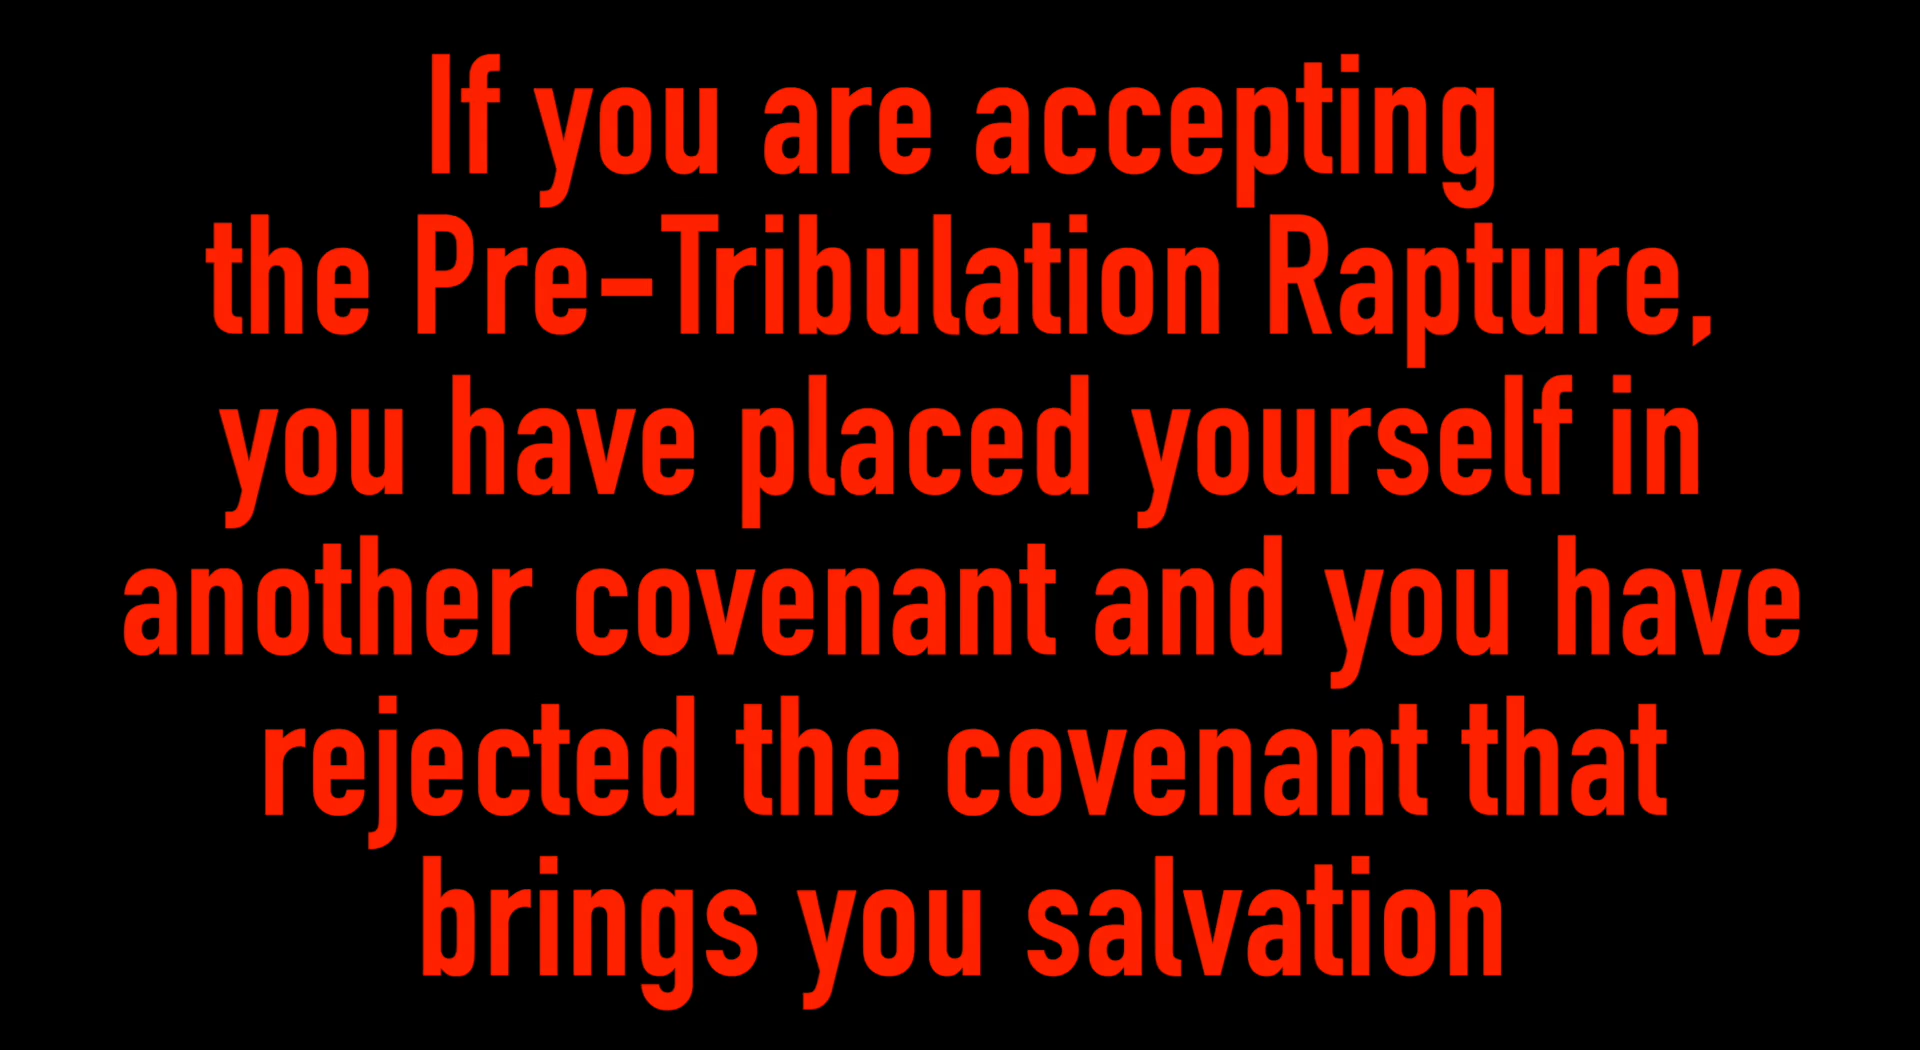 If you are accepting
the Pre-Tribulation Rapture,
you have placed yourself in
another covenant and you have
rejected the covenant that
brings you salvation